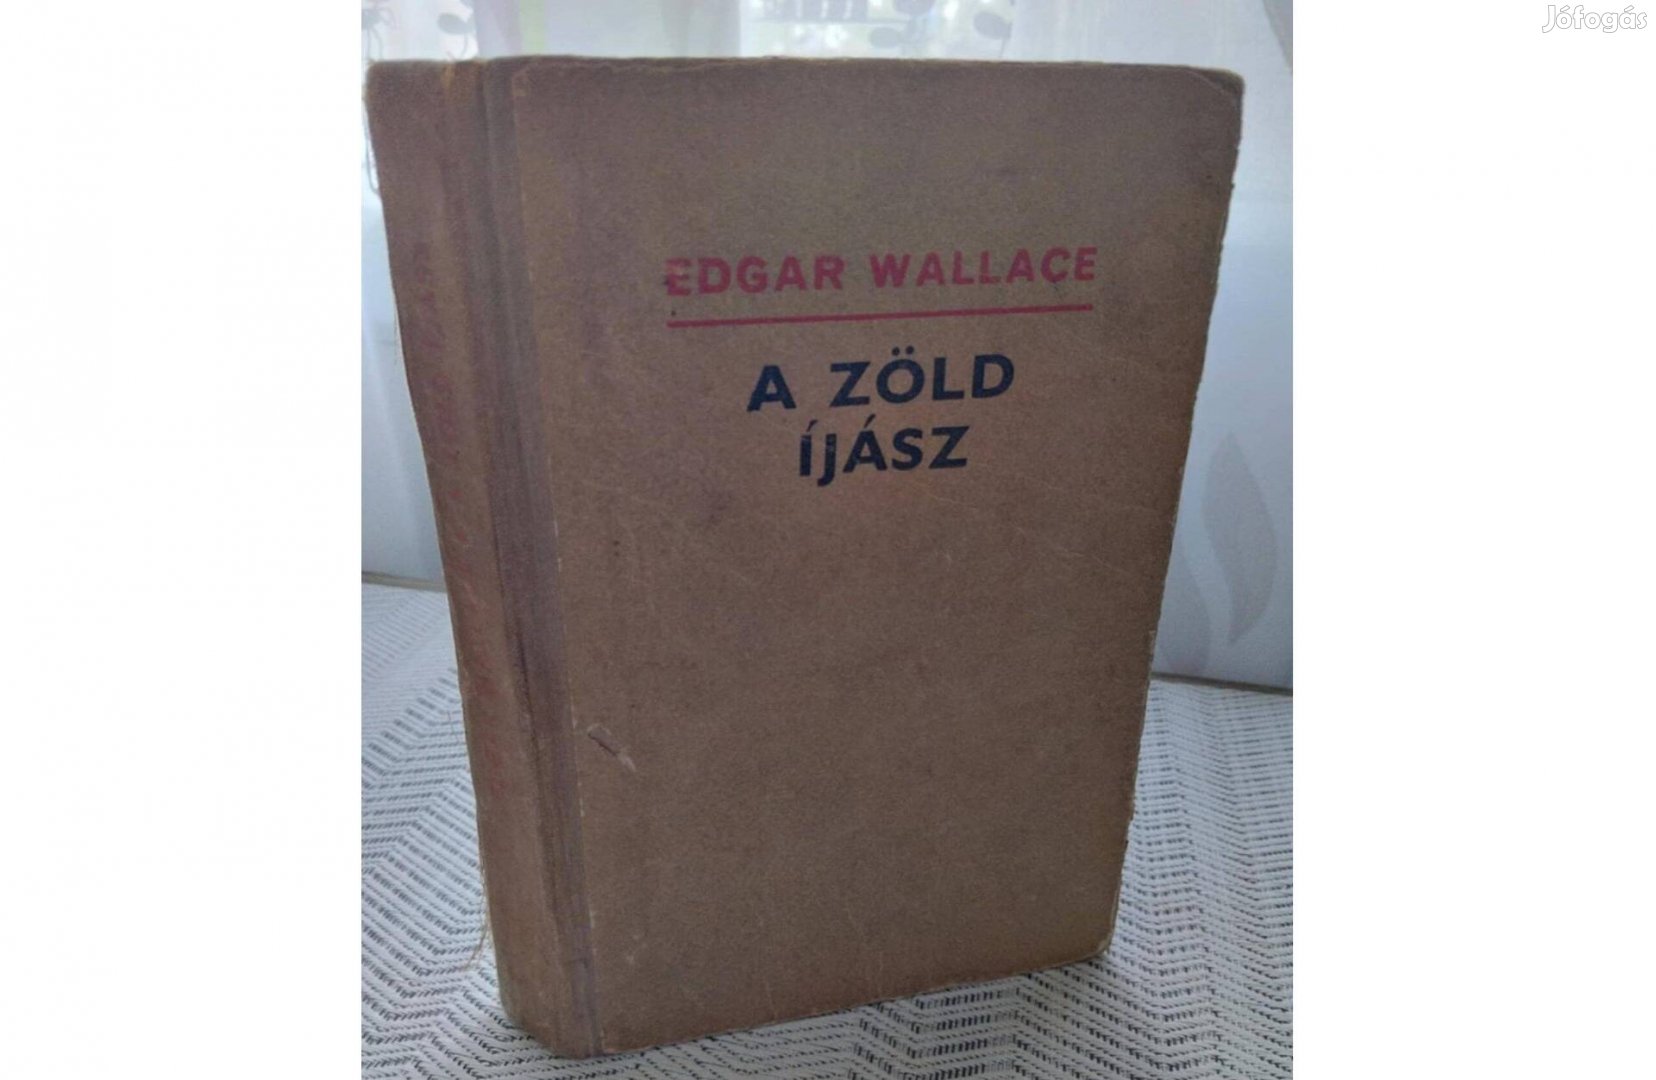 Jófogás
EDGAR WALLACE
A ZÖLD
ÍjÁSZ